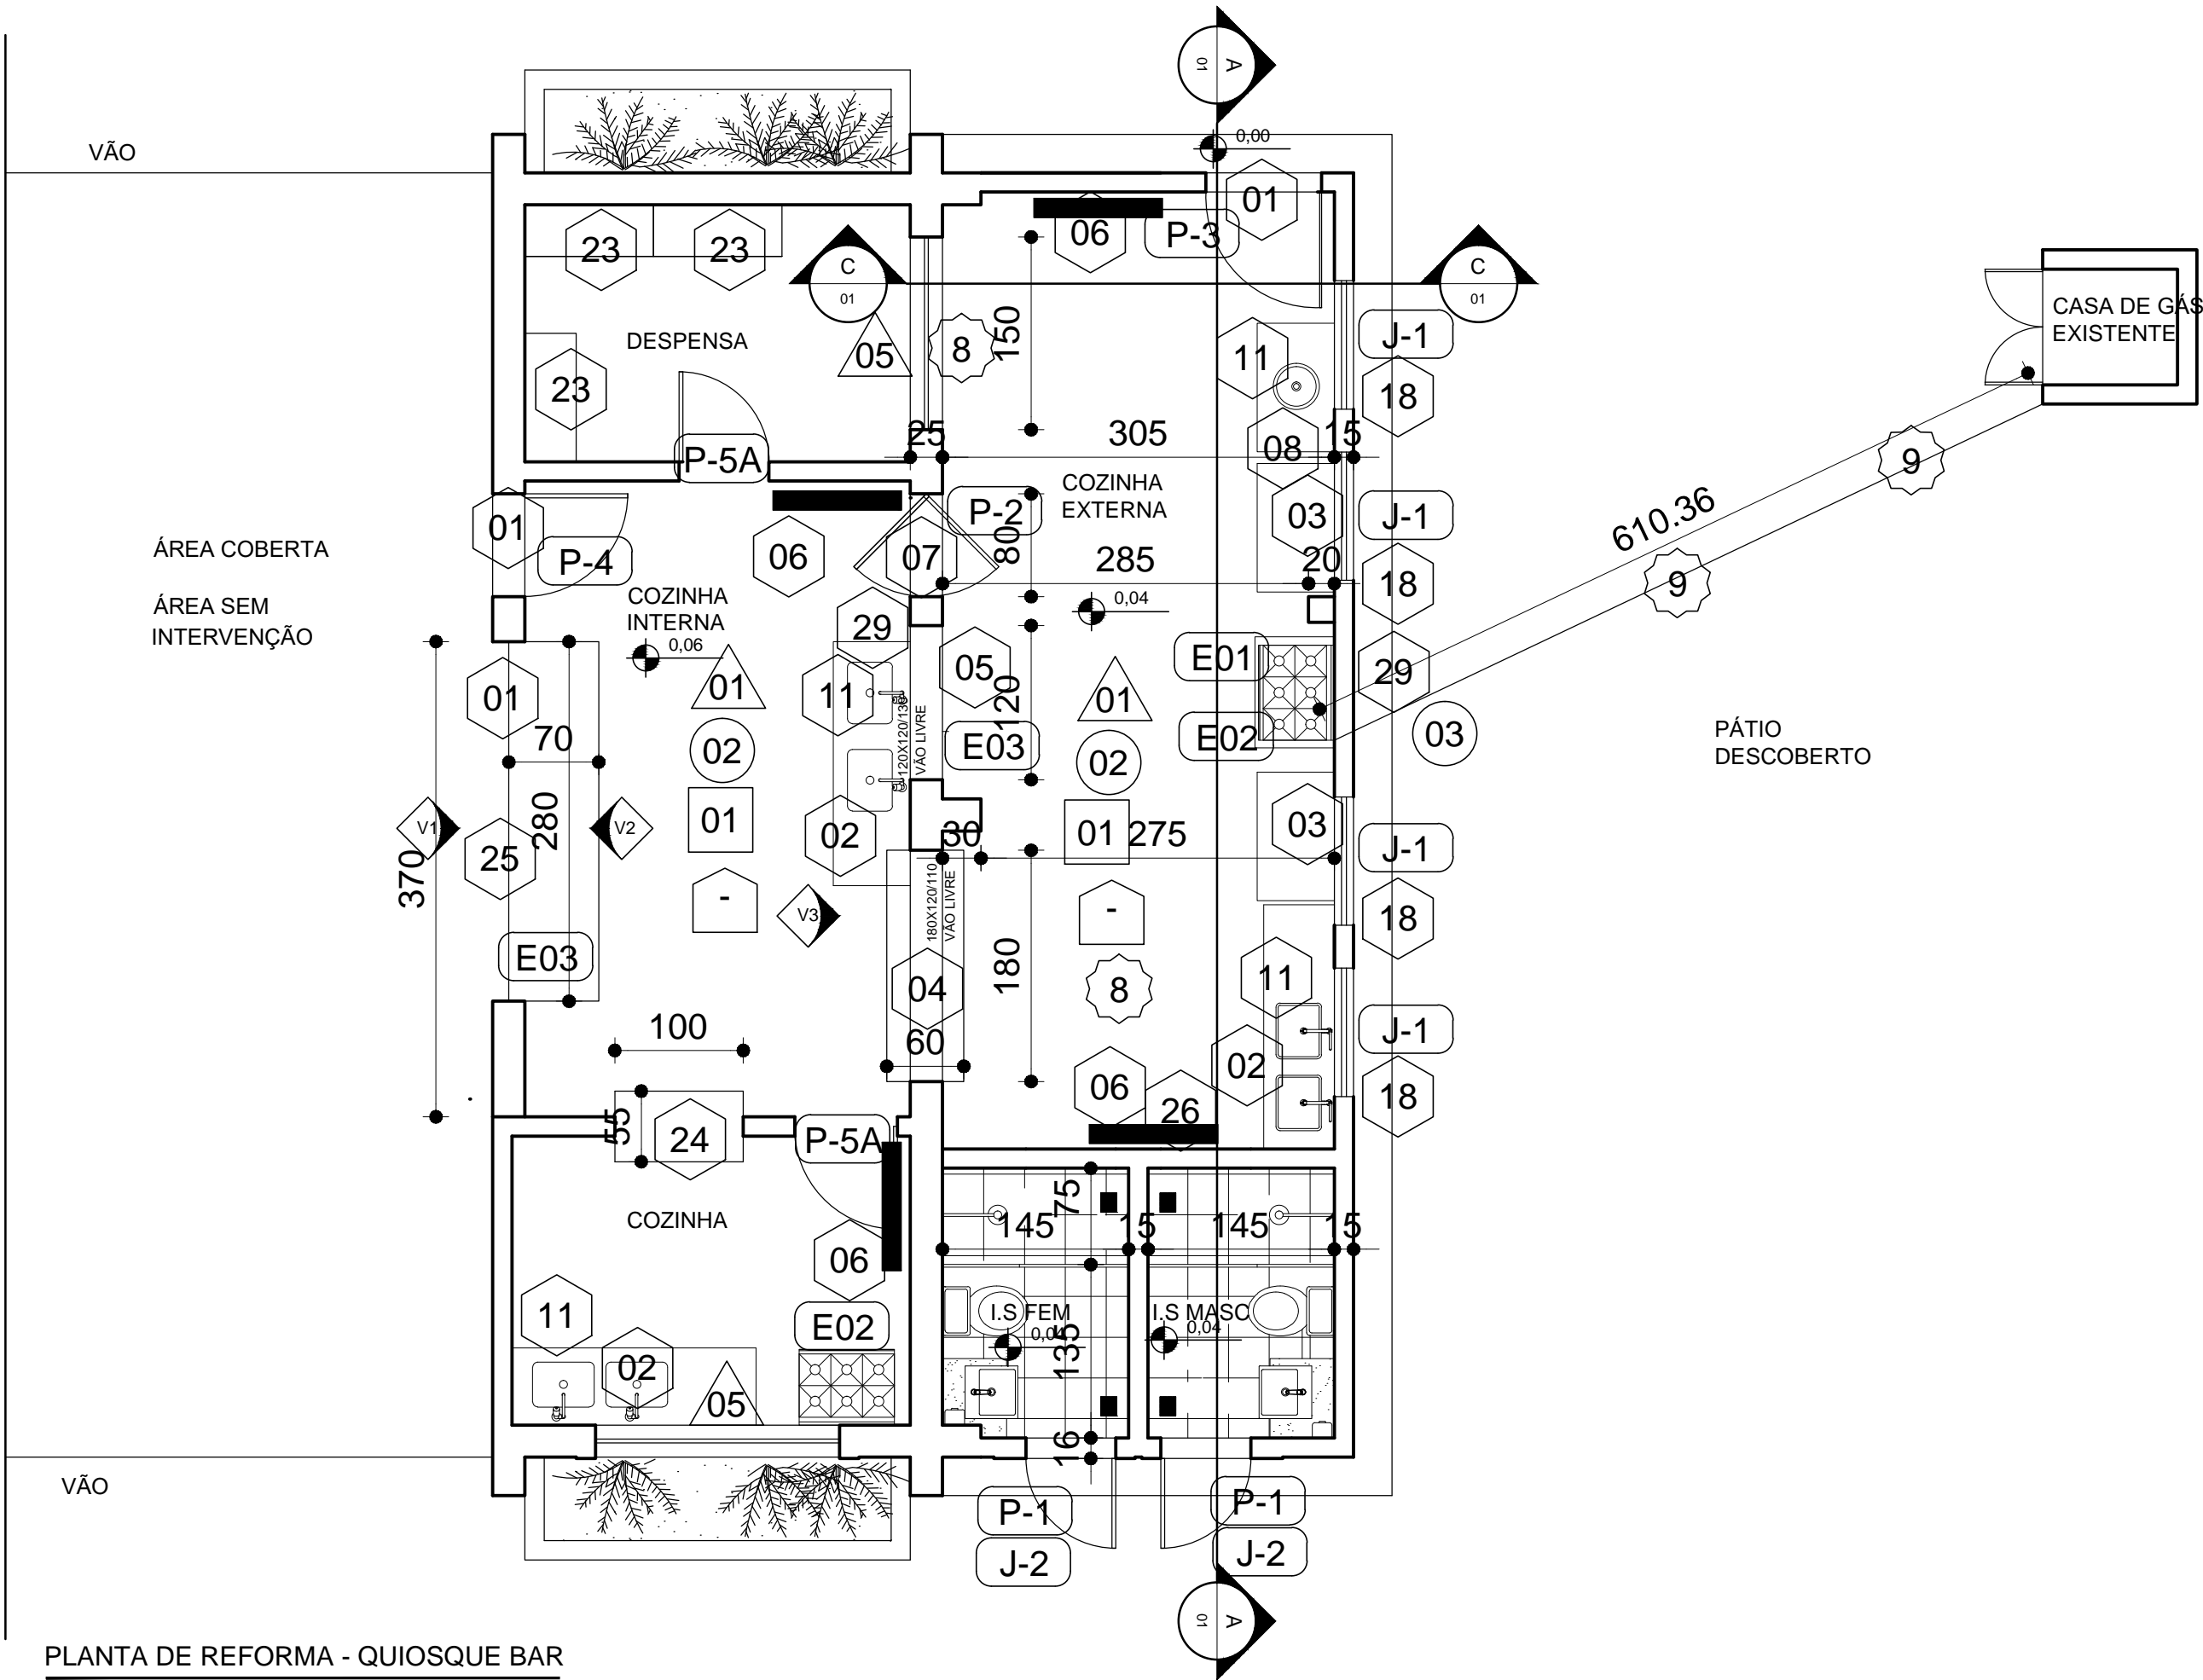 A
01
VÃO
0,00
01
06
P-3
23
23
C
01
C
01
CASA DE GÁS
EXISTENTE
DESPENSA
05
8
150
11
J-1
23
18
25
305
15
P-5A
08
9
COZINHA
EXTERNA
01
P-2
03
J-1
610.36
ÁREA COBERTA
P-4
06
07
80
285
20
18
9
ÁREA SEM
INTERVENÇÃO
COZINHA
INTERNA
0,06
29
0,04
01
01
11
05
120
01
E01
29
70
02
120X120/130
VÃO LIVRE
E03
02
E02
03
PÁTIO
DESCOBERTO
V1
280
V2
01
02
30
01
275
03
J-1
370
25
-
V3
180X120/110
VÃO LIVRE
-
18
E03
04
180
8
11
100
60
J-1
55
24
P-5A
06
26
02
18
COZINHA
75
145
15
145
15
06
11
E02
I.S FEM
0,04
135
I.S MASC
0,04
02
05
16
VÃO
P-1
P-1
J-2
J-2
A
01
PLANTA DE REFORMA - QUIOSQUE BAR